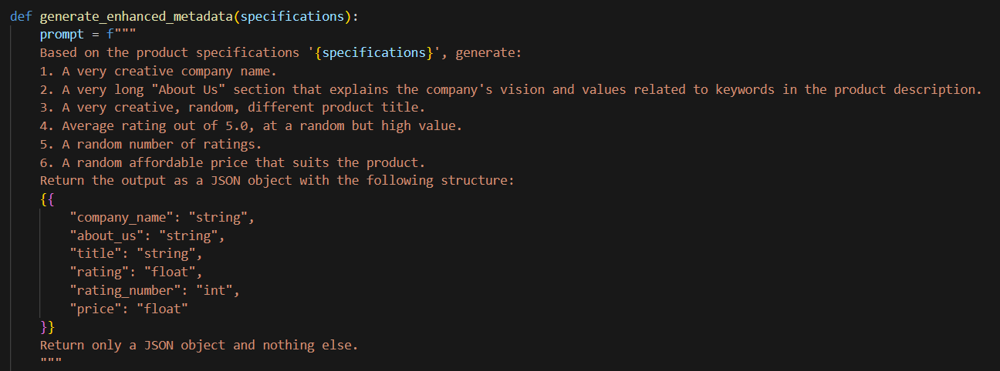 def generate_enhanced_metadata(specifications):
prompt = f"""
Based on the product specifications '{specifications}', generate:
1. A very creative company name.
2. A very long "About Us" section that explains the company's vision and values related to keywords in the product description.
3. A very creative, random, different product title.
4. Average rating out of 5.0, at a random but high value.
5. A random number of ratings.
6. A random affordable price that suits the product.
Return the output as a JSON object with the following structure:
{{
"company_name": "string",
"about_us": "string",
"title": "string",
"rating": "float",
"rating_number": "int",
"price": "float"
}}
Return only a JSON object and nothing else.
"""